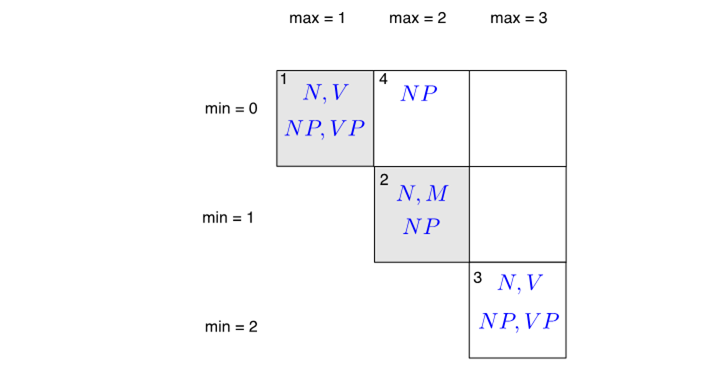 max = 1 max = 2 max = 3
min = 0
1
N, V
NP, VP
4
NP
min = 1
2
N, M
NP
min = 2
3
N, V
NP, VP